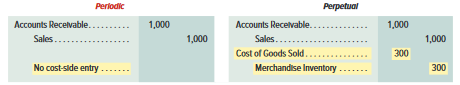 Periodic
Accounts Receivable.......... 1,000
Sales................... 1,000
No cost-side entry .......
Perpetual
Accounts Receivable.............. 1,000
Sales....................... 1,000
Cost of Goods Sold............... 300
Merchandise Inventory ....... 300